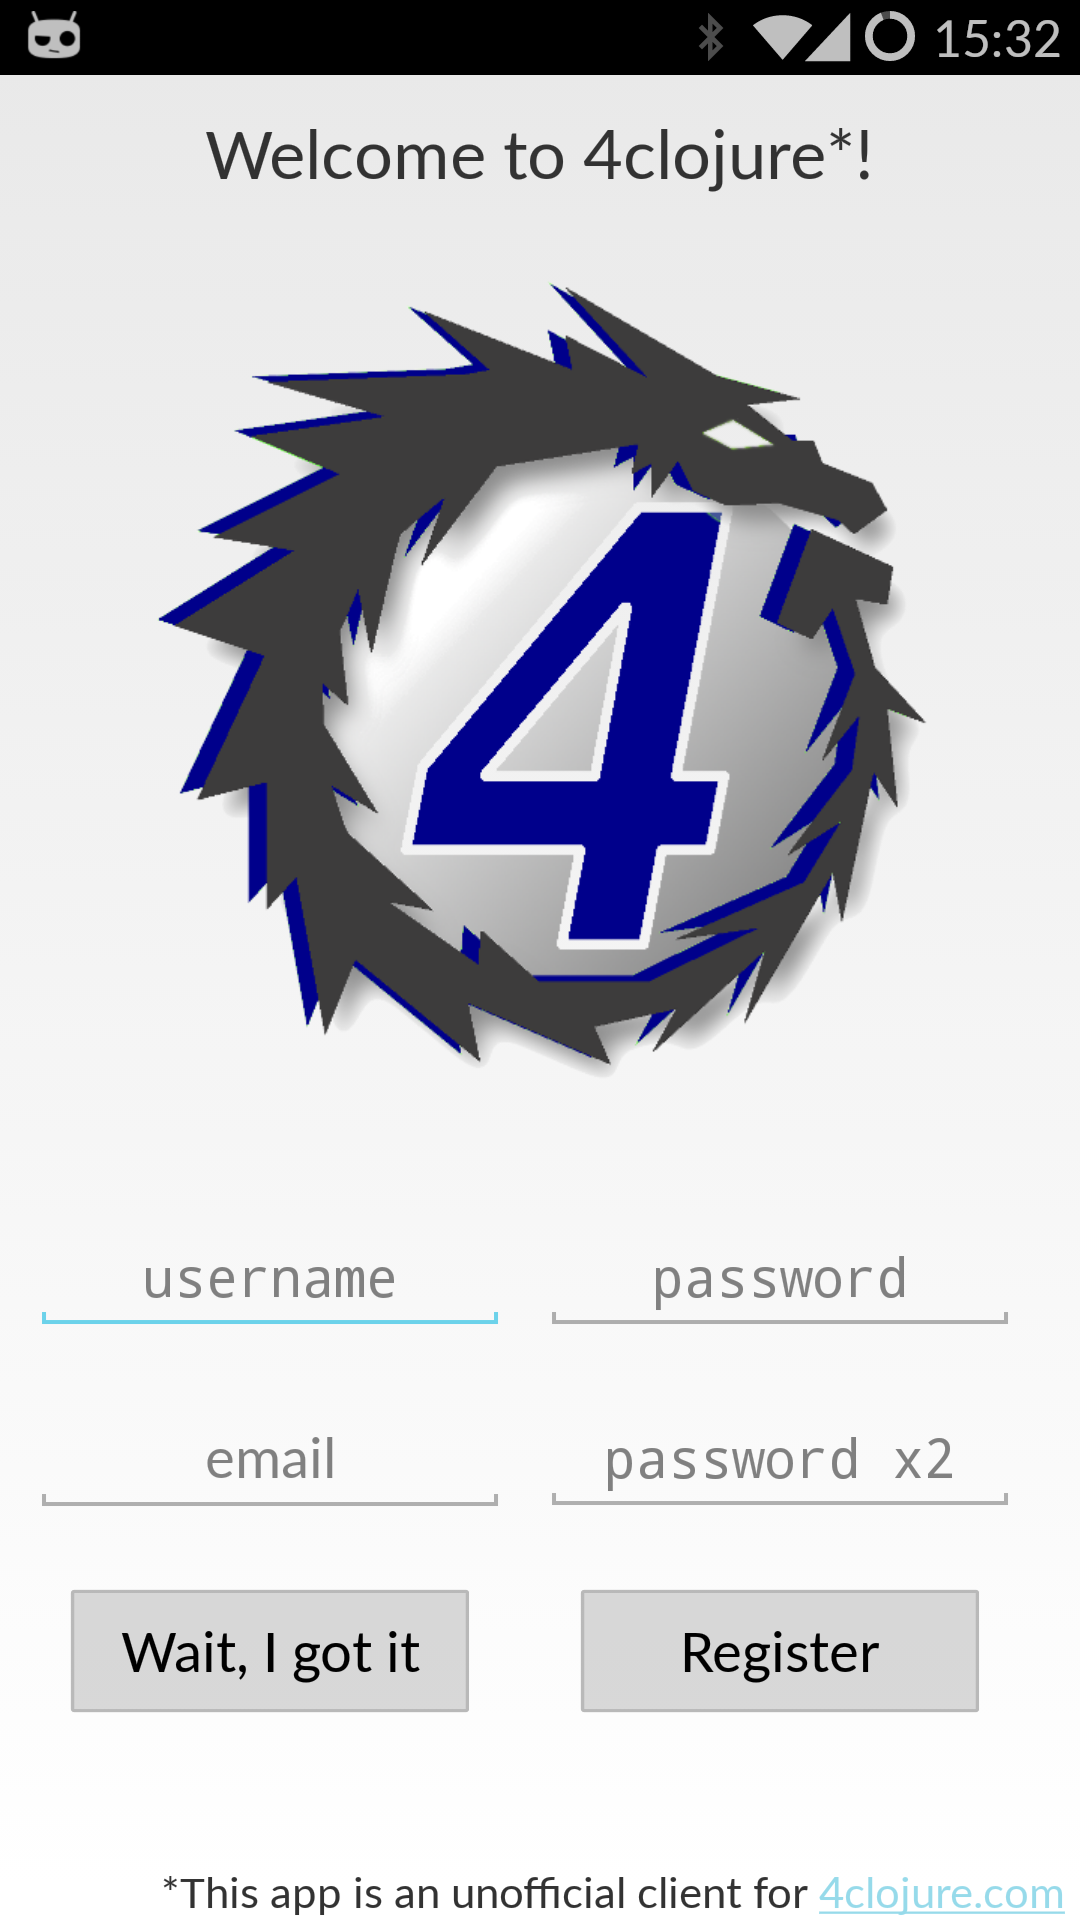 15:32
Welcome to 4clojure*!
4
username
password
email
password x2
Wait, I got it
Register
*This app is an unofficial client for 4clojure.com